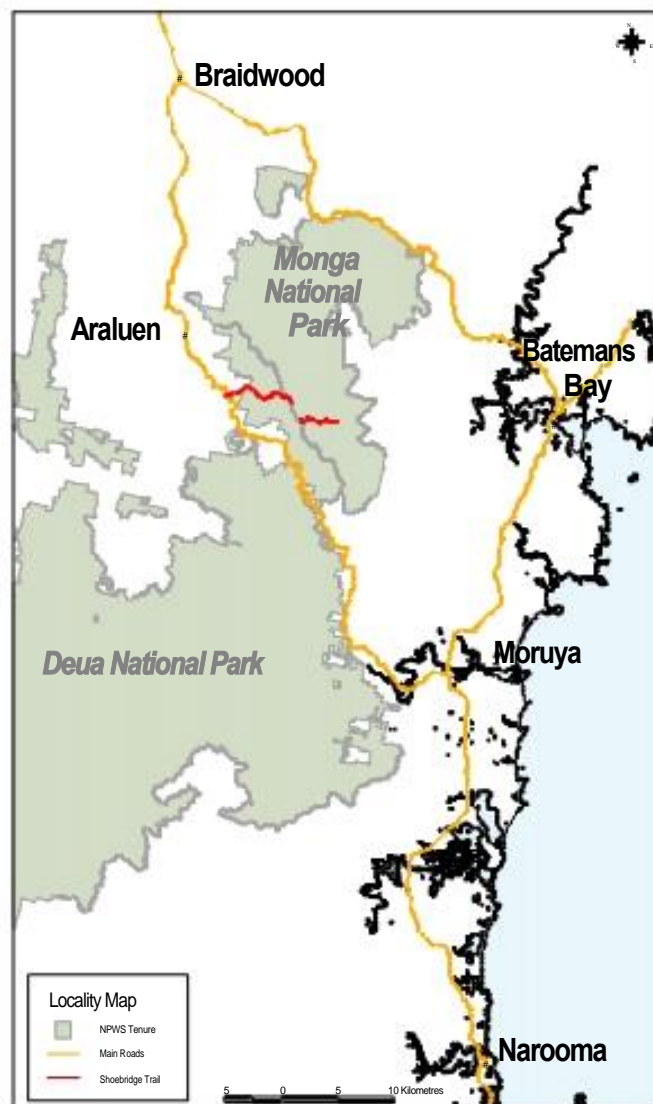 N
E
S
Braidwood
Monga
National
Park
Araluen
Batemans
Bay
Deua National Park
Moruya
Locality Map
NPWS Tenure
Main Roads
Shoebridge Trail
Narooma
5 0 5 10 Kilometres